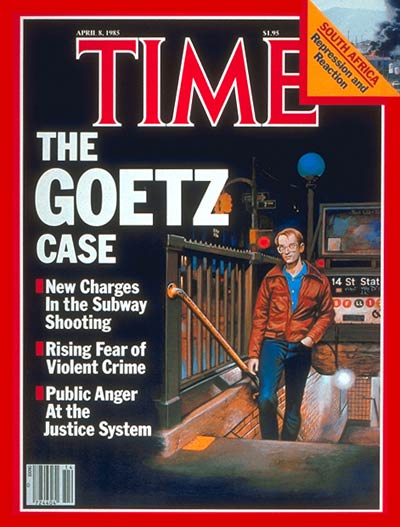 APRIL 8, 1985
$1.95
TIME
SOUTH AFRICA
Repression and
Reaction
THE
GOETZ
CASE
New Charges
In the Subway
Shooting
Rising Fear of
Violent Crime
Public Anger
At the
Justice System
14 St Stat